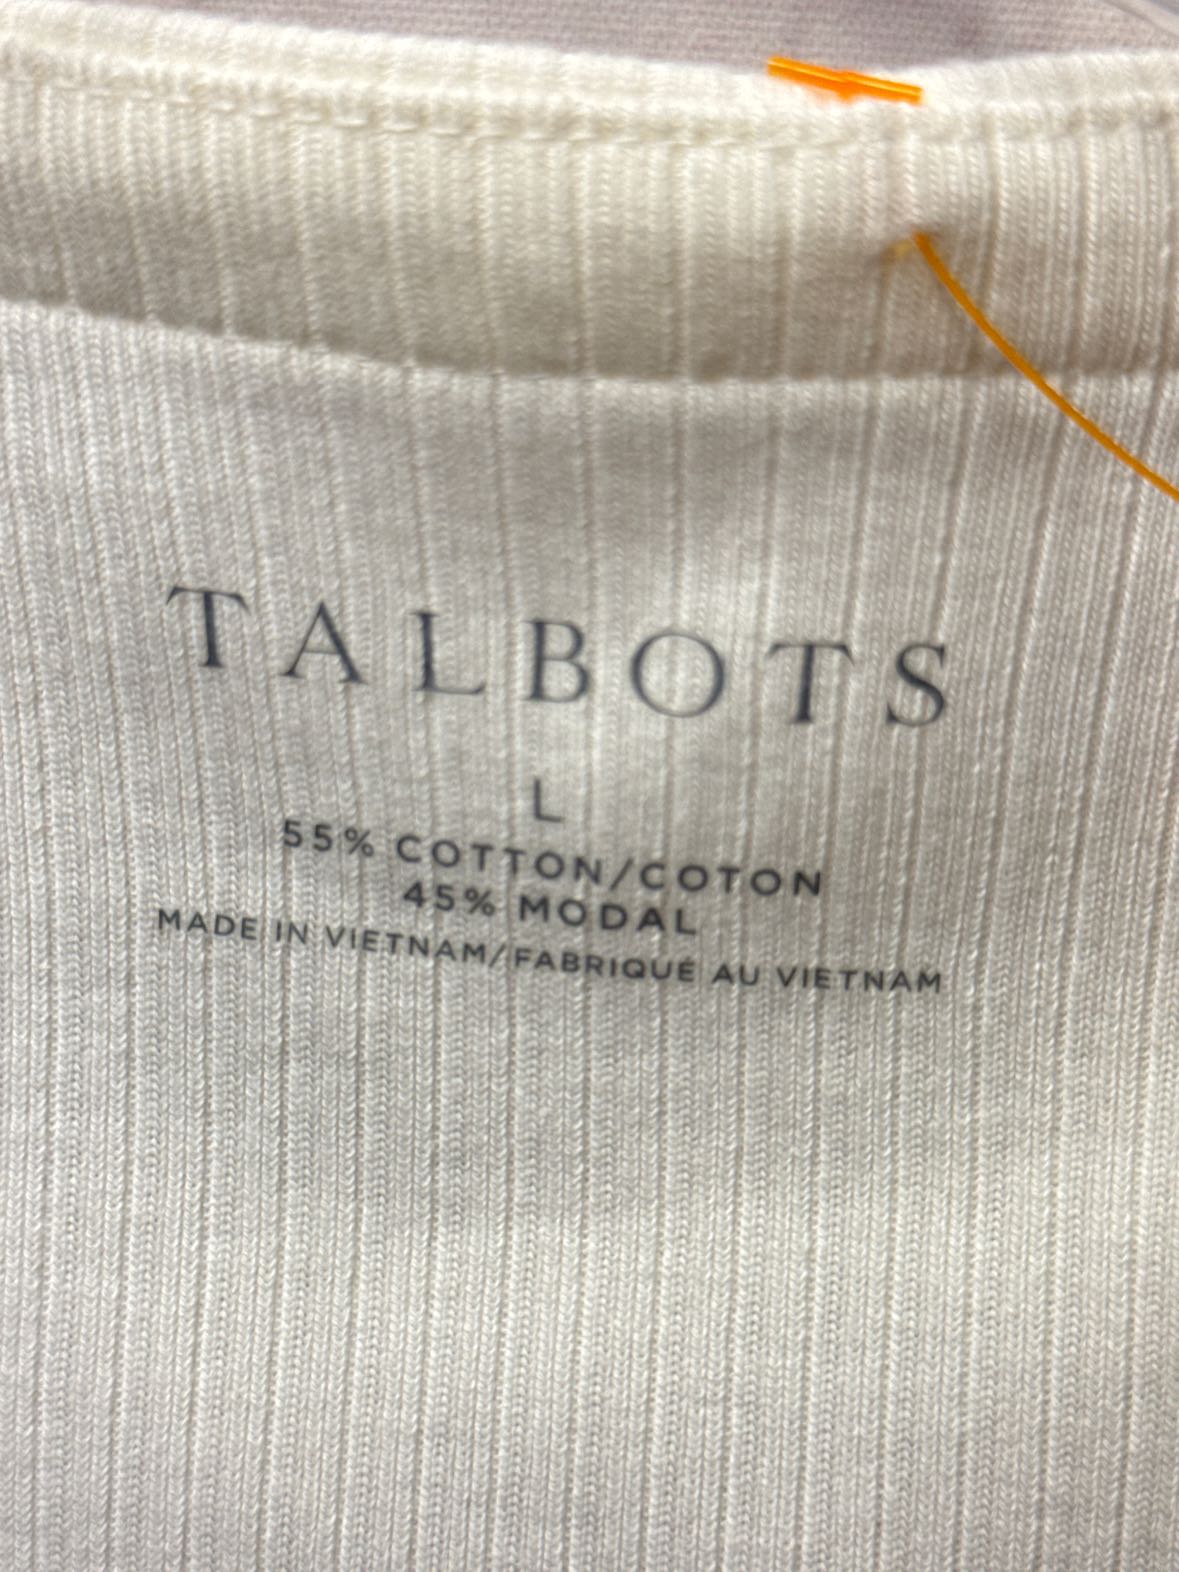 TALBOTS
L
55% COTTON/COTON
45% MODAL
MADE IN VIETNAM/FABRIQUÉ AU VIETNAM